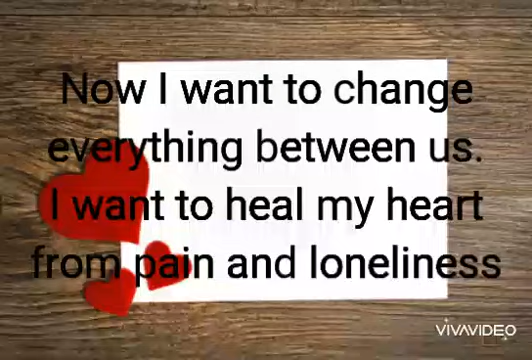 Now I want to change
everything between us.
I want to heal my heart
from pain and loneliness
VIVAVIDEO